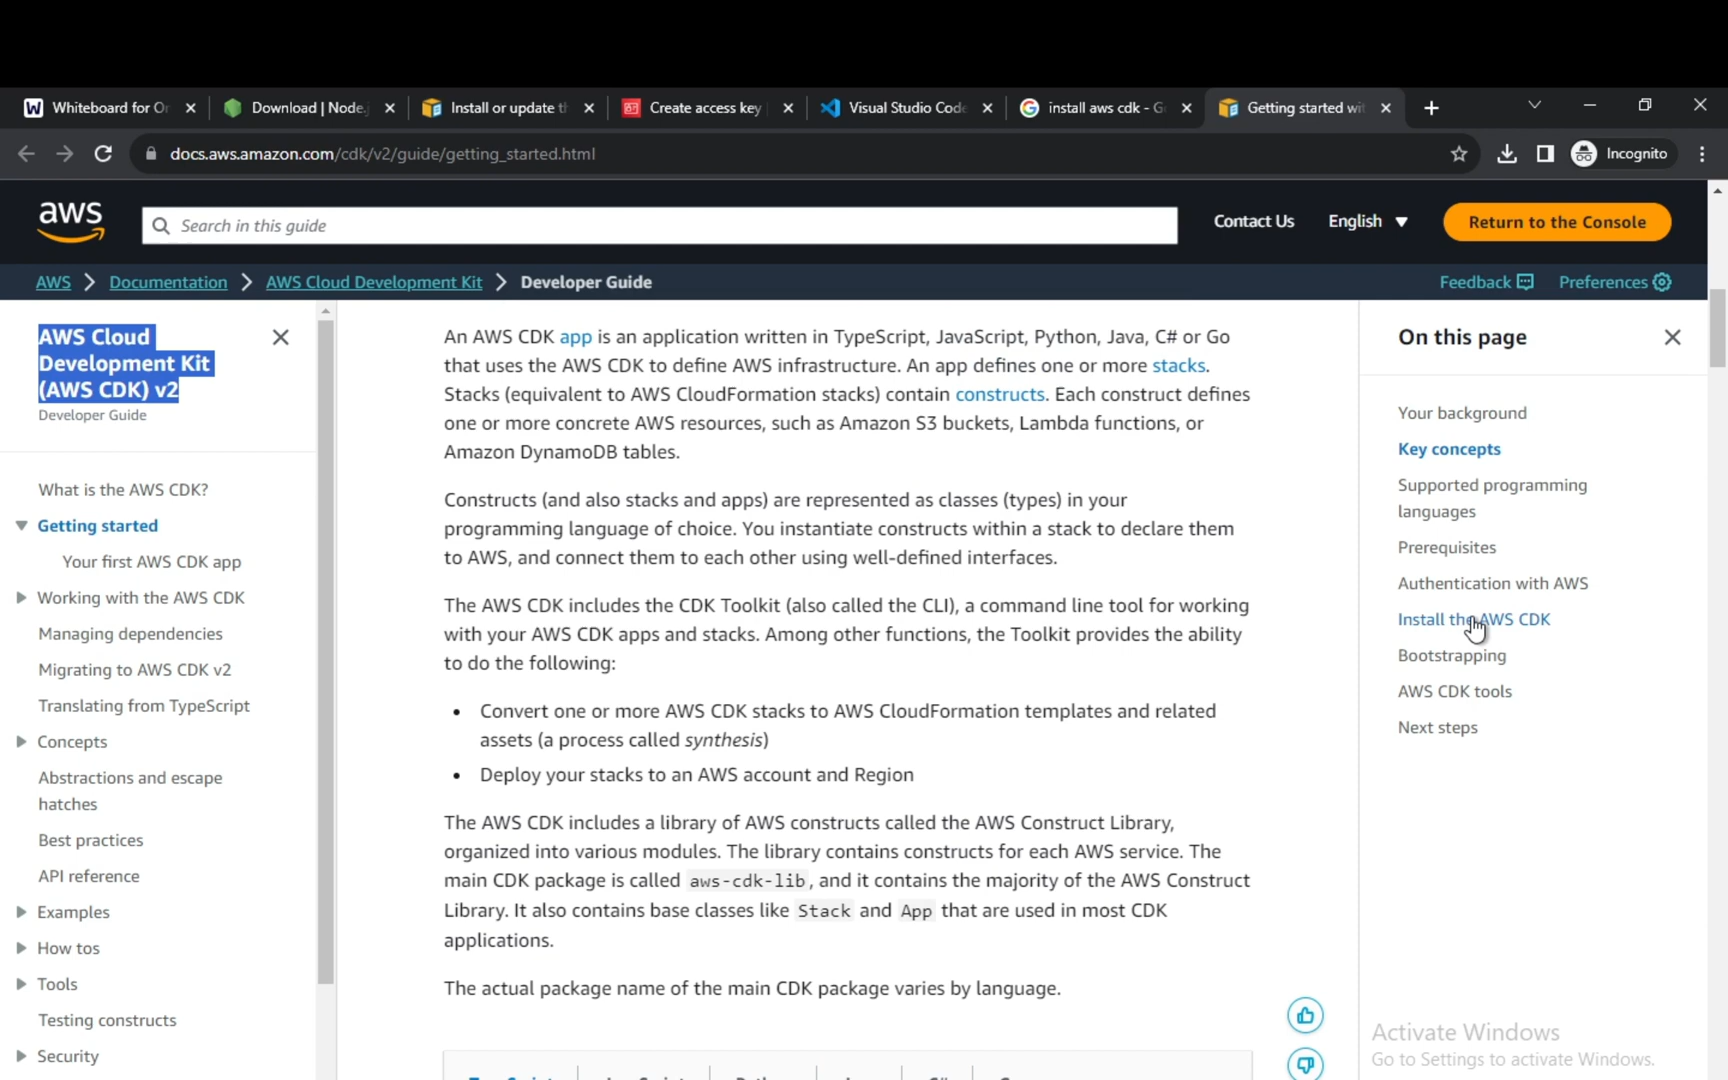 Whiteboard for Or
Download | Node.j
Install or update th
Create access key
Visual Studio Code
install aws cdk - G
Getting started wit
docs.aws.amazon.com/cdk/v2/guide/getting_started.html
Incognito
aws
Search in this guide
Contact Us
English
Return to the Console
AWS
Documentation
AWS Cloud Development Kit
Developer Guide
Feedback
Preferences
AWS Cloud
Development Kit
(AWS CDK) v2
Developer Guide
What is the AWS CDK?
Getting started
Your first AWS CDK app
Working with the AWS CDK
Managing dependencies
Migrating to AWS CDK v2
Translating from TypeScript
Concepts
Abstractions and escape
hatches
Best practices
API reference
Examples
How tos
Tools
Testing constructs
Security
An AWS CDK app is an application written in TypeScript, JavaScript, Python, Java, C# or Go
that uses the AWS CDK to define AWS infrastructure. An app defines one or more stacks.
Stacks (equivalent to AWS CloudFormation stacks) contain constructs. Each construct defines
one or more concrete AWS resources, such as Amazon S3 buckets, Lambda functions, or
Amazon DynamoDB tables.
Constructs (and also stacks and apps) are represented as classes (types) in your
programming language of choice. You instantiate constructs within a stack to declare them
to AWS, and connect them to each other using well-defined interfaces.
The AWS CDK includes the CDK Toolkit (also called the CLI), a command line tool for working
with your AWS CDK apps and stacks. Among other functions, the Toolkit provides the ability
to do the following:
• Convert one or more AWS CDK stacks to AWS CloudFormation templates and related
assets (a process called synthesis)
• Deploy your stacks to an AWS account and Region
The AWS CDK includes a library of AWS constructs called the AWS Construct Library,
organized into various modules. The library contains constructs for each AWS service. The
main CDK package is called aws-cdk-lib, and it contains the majority of the AWS Construct
Library. It also contains base classes like Stack and App that are used in most CDK
applications.
The actual package name of the main CDK package varies by language.
On this page
Your background
Key concepts
Supported programming
languages
Prerequisites
Authentication with AWS
Install the AWS CDK
Bootstrapping
AWS CDK tools
Next steps
Activate Windows
Go to Settings to activate Windows.